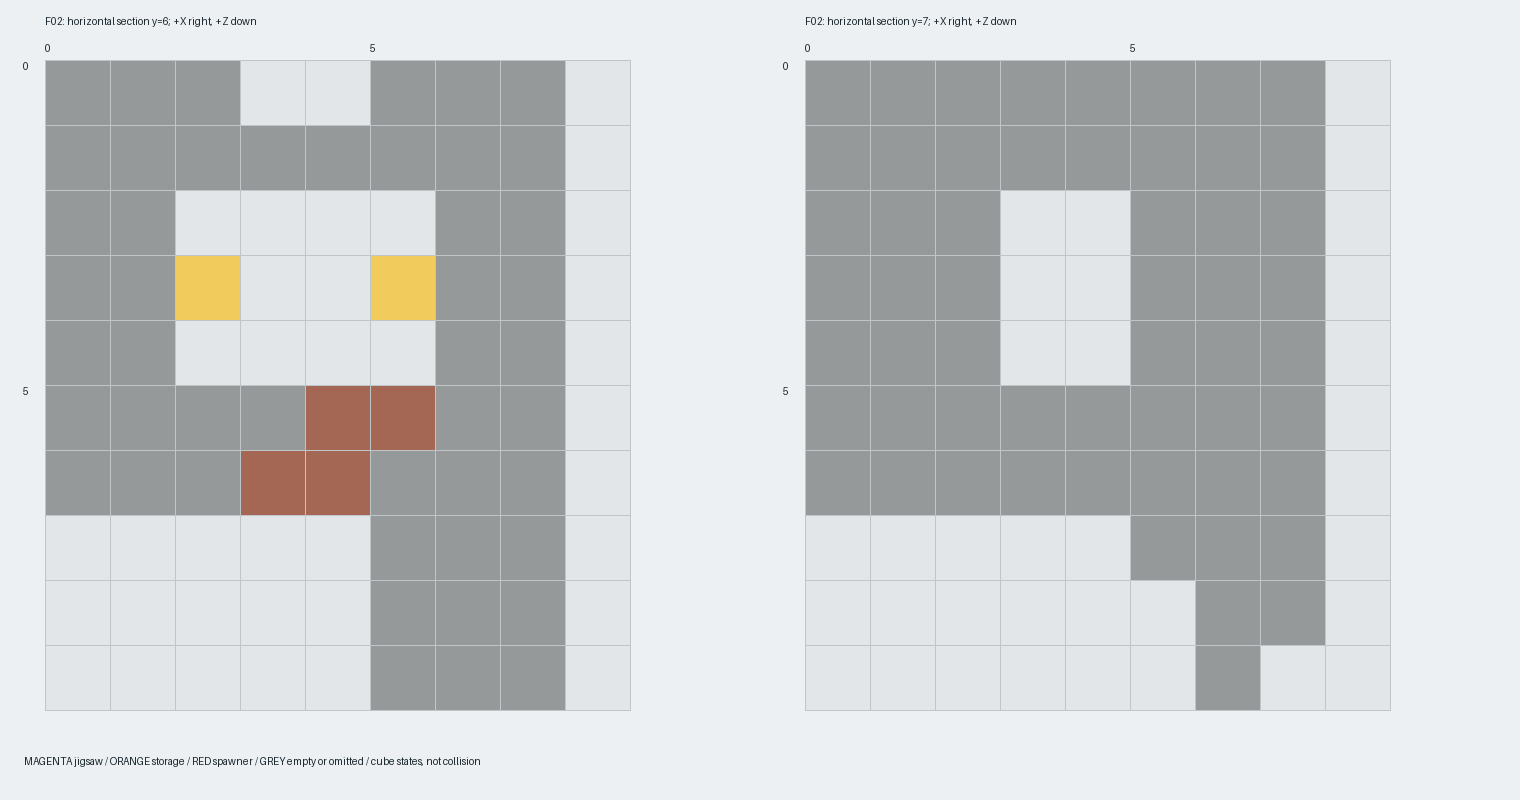 F02: horizontal section y=6; +X right, +Z down
F02: horizontal section y=7; +X right, +Z down
0 5
0 5
0
0
5
5
MAGENTA jigsaw / ORANGE storage / RED spawner / GREY empty or omitted / cube states, not collision